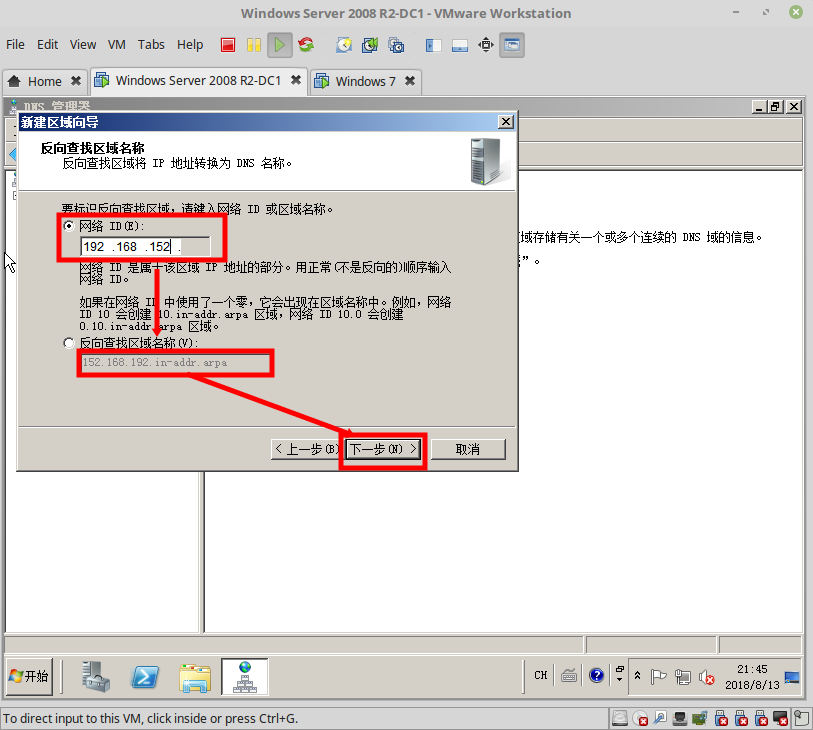 Windows Server 2008 R2-DC1 - VMware Workstation
File Edit View VM Tabs Help
Home Windows Server 2008 R2-DC1 Windows 7
DNS 管理器
新建区域向导
反向查找区域名称
反向查找区域将 IP 地址转换为 DNS 名称。
要标识反向查找区域，请键入网络 ID 或区域名称。
网络 ID(E):
192 .168 .152 .
域存储有关一个或多个连续的 DNS 域的信息。
”。
网络 ID 是属于该区域 IP 地址的部分。用正常(不是反向的)顺序输入
网络 ID。
如果在网络 ID 中使用了一个零，它会出现在区域名称中。例如，网络
ID 10 会创建 10.in-addr.arpa 区域，网络 ID 10.0 会创建
0.10.in-addr.arpa 区域。
反向查找区域名称(V):
152.168.192.in-addr.arpa
< 上一步(B) 下一步(N) > 取消
开始 CH 21:45
2018/8/13
To direct input to this VM, click inside or press Ctrl+G.